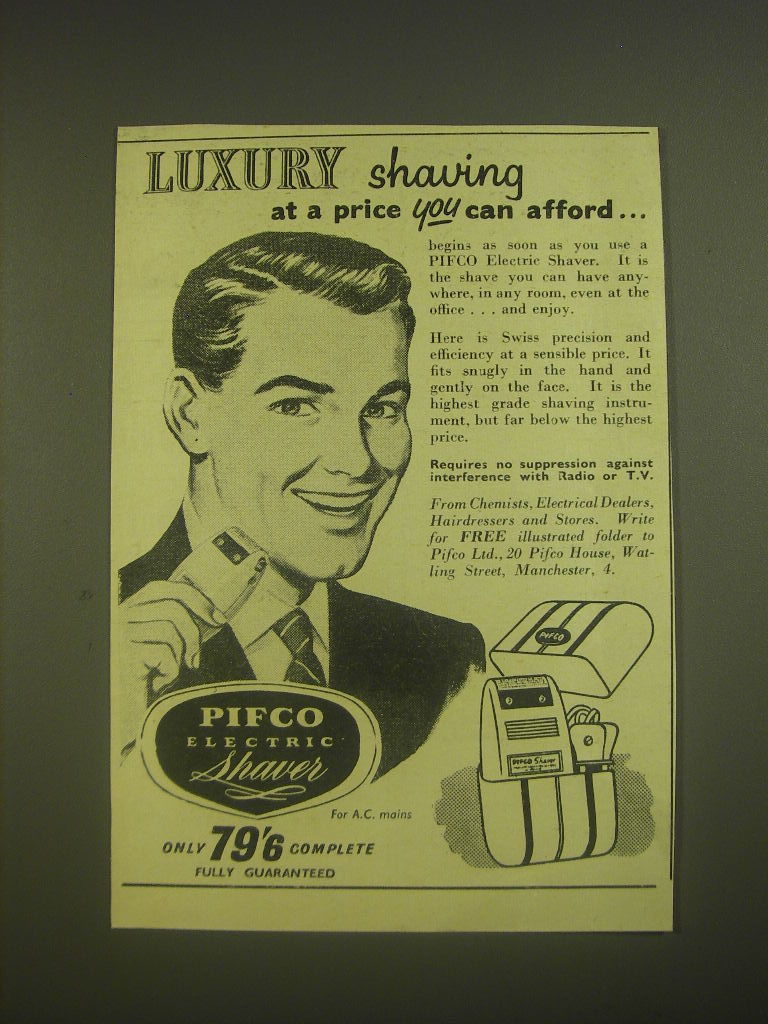 LUXURY shaving
at a price you can afford...
begins as soon as you use a
PIFCO Electric Shaver. It is
the shave you can have any-
where, in any room, even at the
office . . . and enjoy.
Here is Swiss precision and
efficiency at a sensible price. It
fits snugly in the hand and
gently on the face. It is the
highest grade shaving instru-
ment, but far below the highest
price.
Requires no suppression against
interference with Radio or T.V.
From Chemists, Electrical Dealers,
Hairdressers and Stores. Write
for FREE illustrated folder to
Pifco Ltd., 20 Pifco House, Wat-
ling Street, Manchester, 4.
PIFCO
PIFCO Shaver
PIFCO
ELECTRIC
Shaver
For A.C. mains
ONLY 79'6 COMPLETE
FULLY GUARANTEED